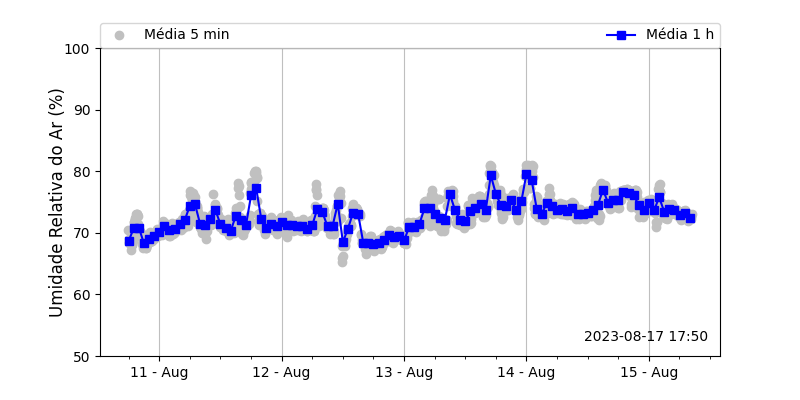 Média 5 min
Média 1 h
Umidade Relativa do Ar (%)
100
90
80
70
60
50
2023-08-17 17:50
11 - Aug
12 - Aug
13 - Aug
14 - Aug
15 - Aug